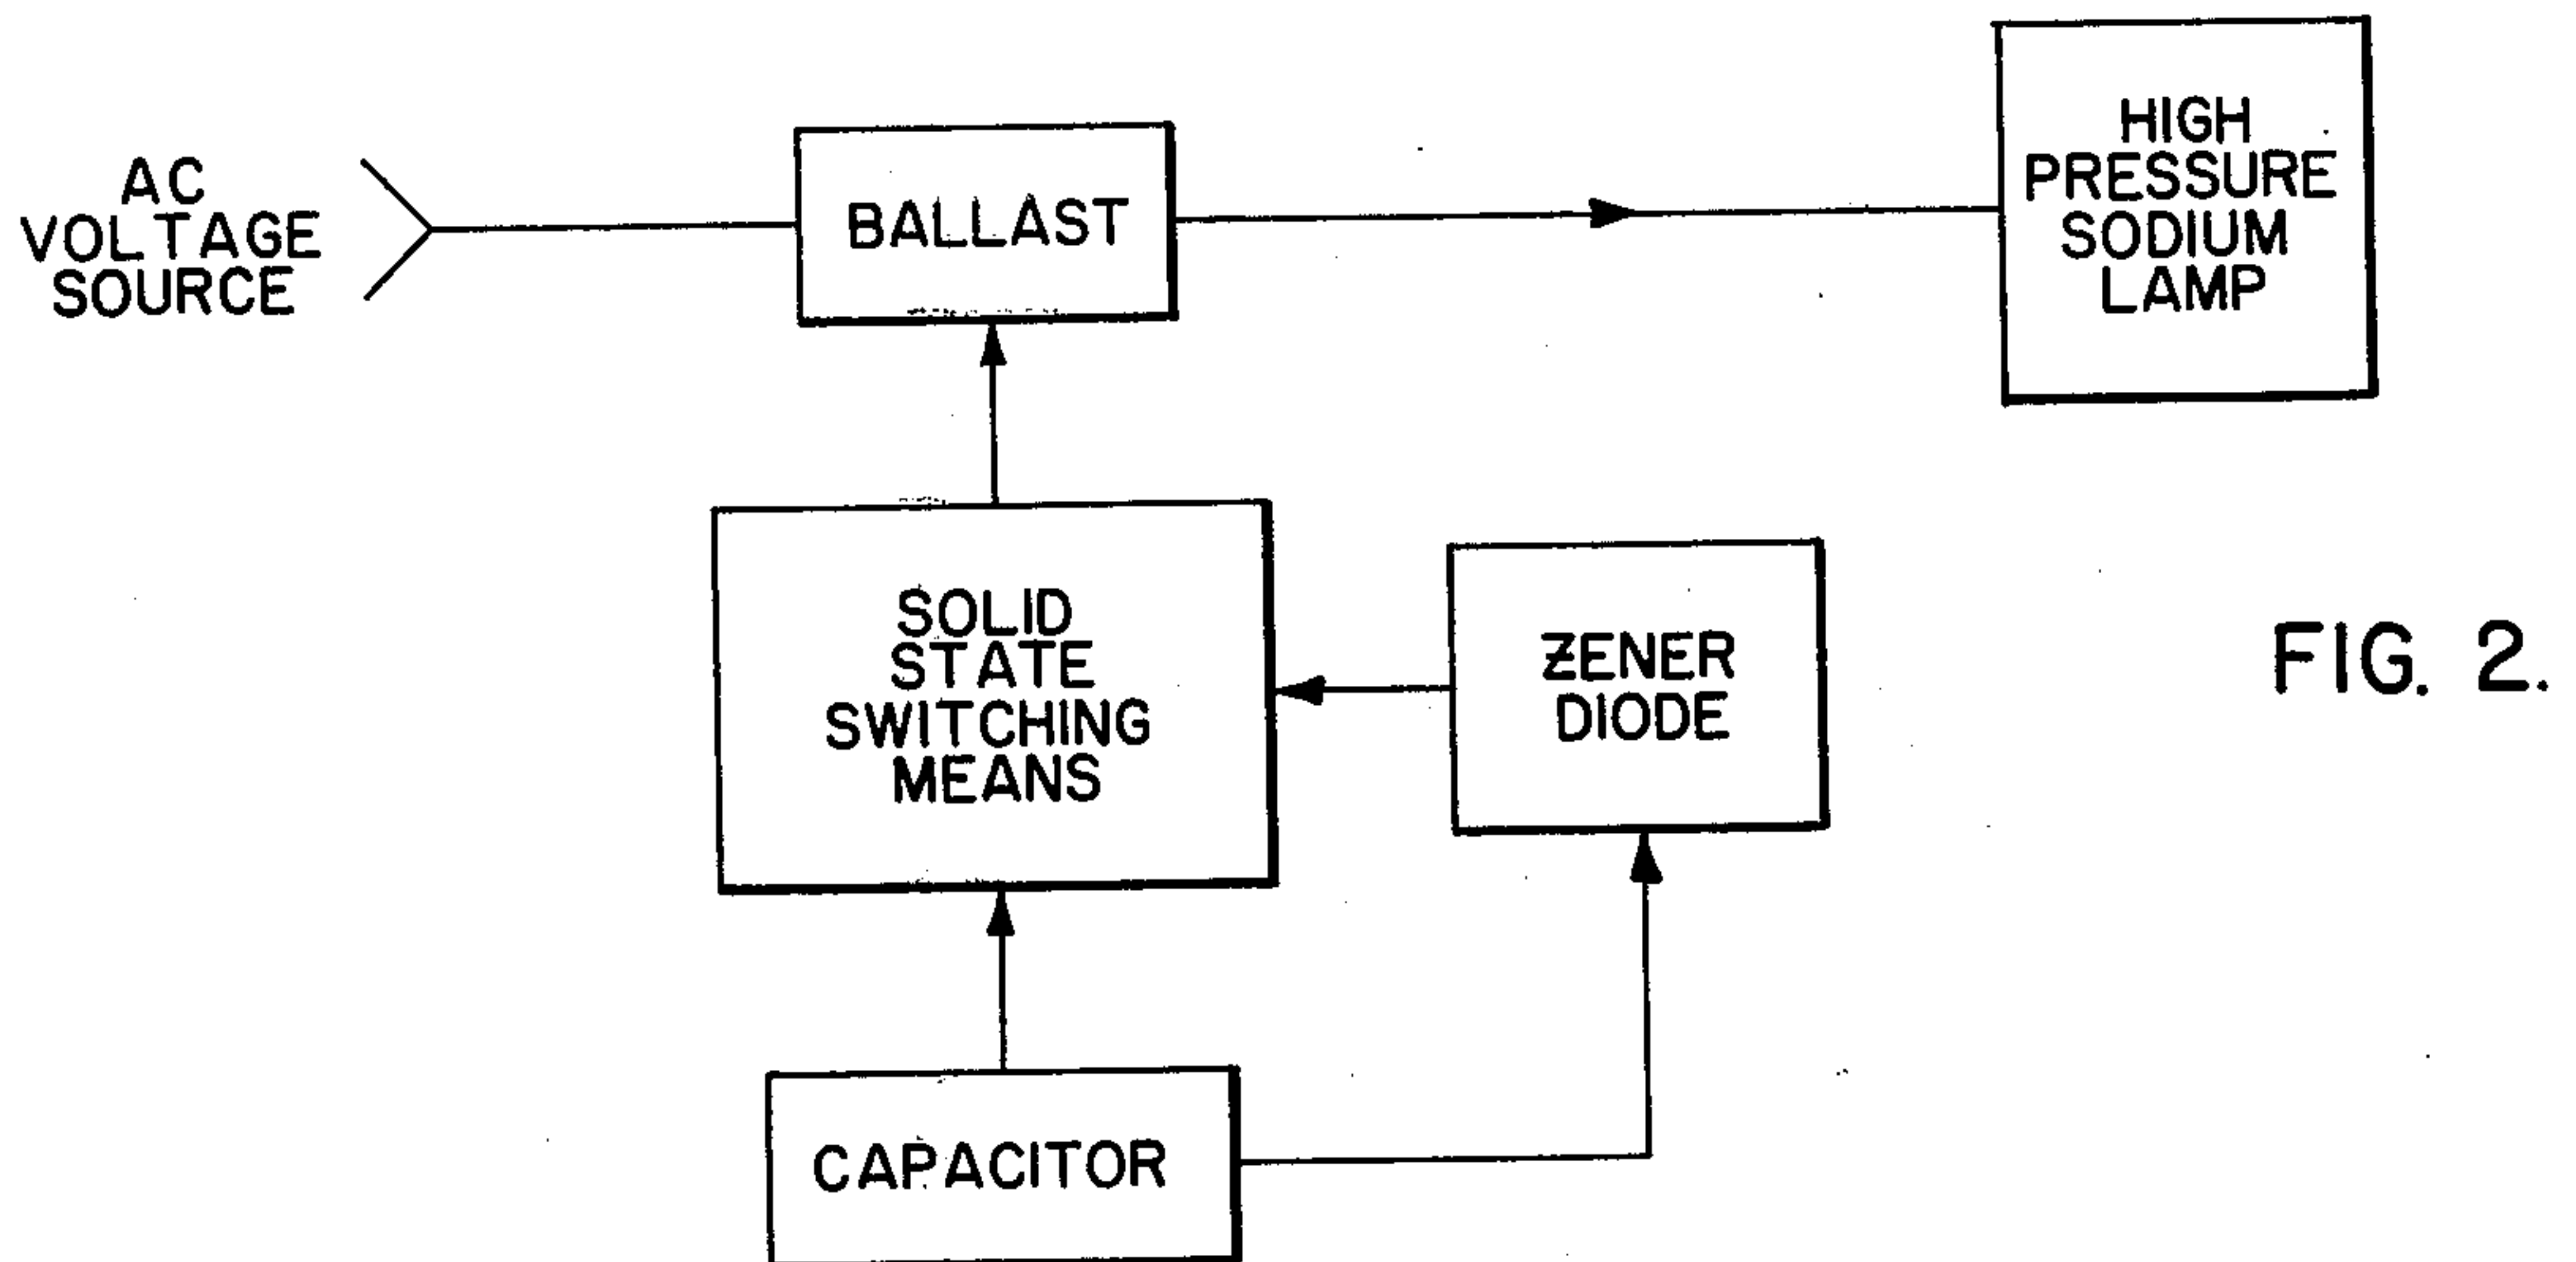 AC
VOLTAGE
SOURCE
BALLAST
HIGH
PRESSURE
SODIUM
LAMP
SOLID
STATE
SWITCHING
MEANS
ZENER
DIODE
FIG. 2.
CAPACITOR